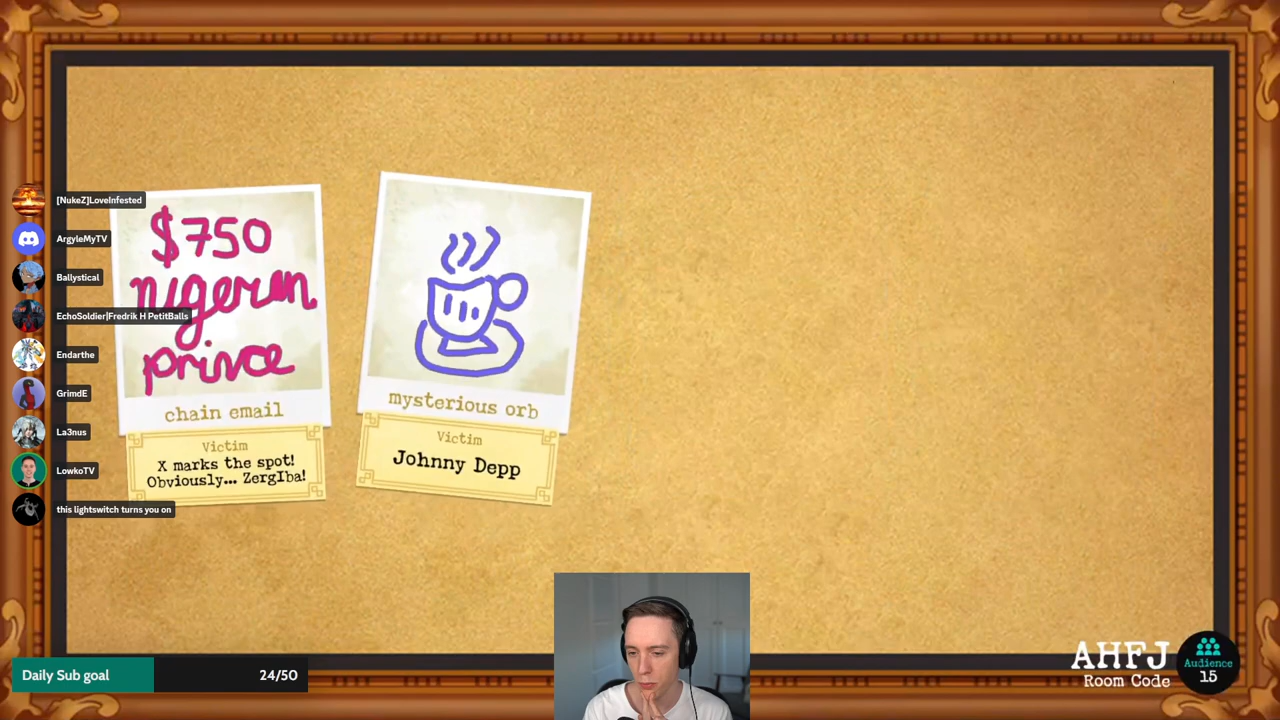 [NukeZ]LoveInfested
ArgyleMyTV
Ballystical
EchoSoldier|Fredrik H PetitBalls
Endarthe
GrimdE
La3nus
LowkoTV
this lightswitch turns you on
$750
nigerian
prince
chain email
Victim
X marks the spot!
Obviously... ZergIba!
mysterious orb
Victim
Johnny Depp
Daily Sub goal
24/50
AHFJ
Room Code
Audience
15